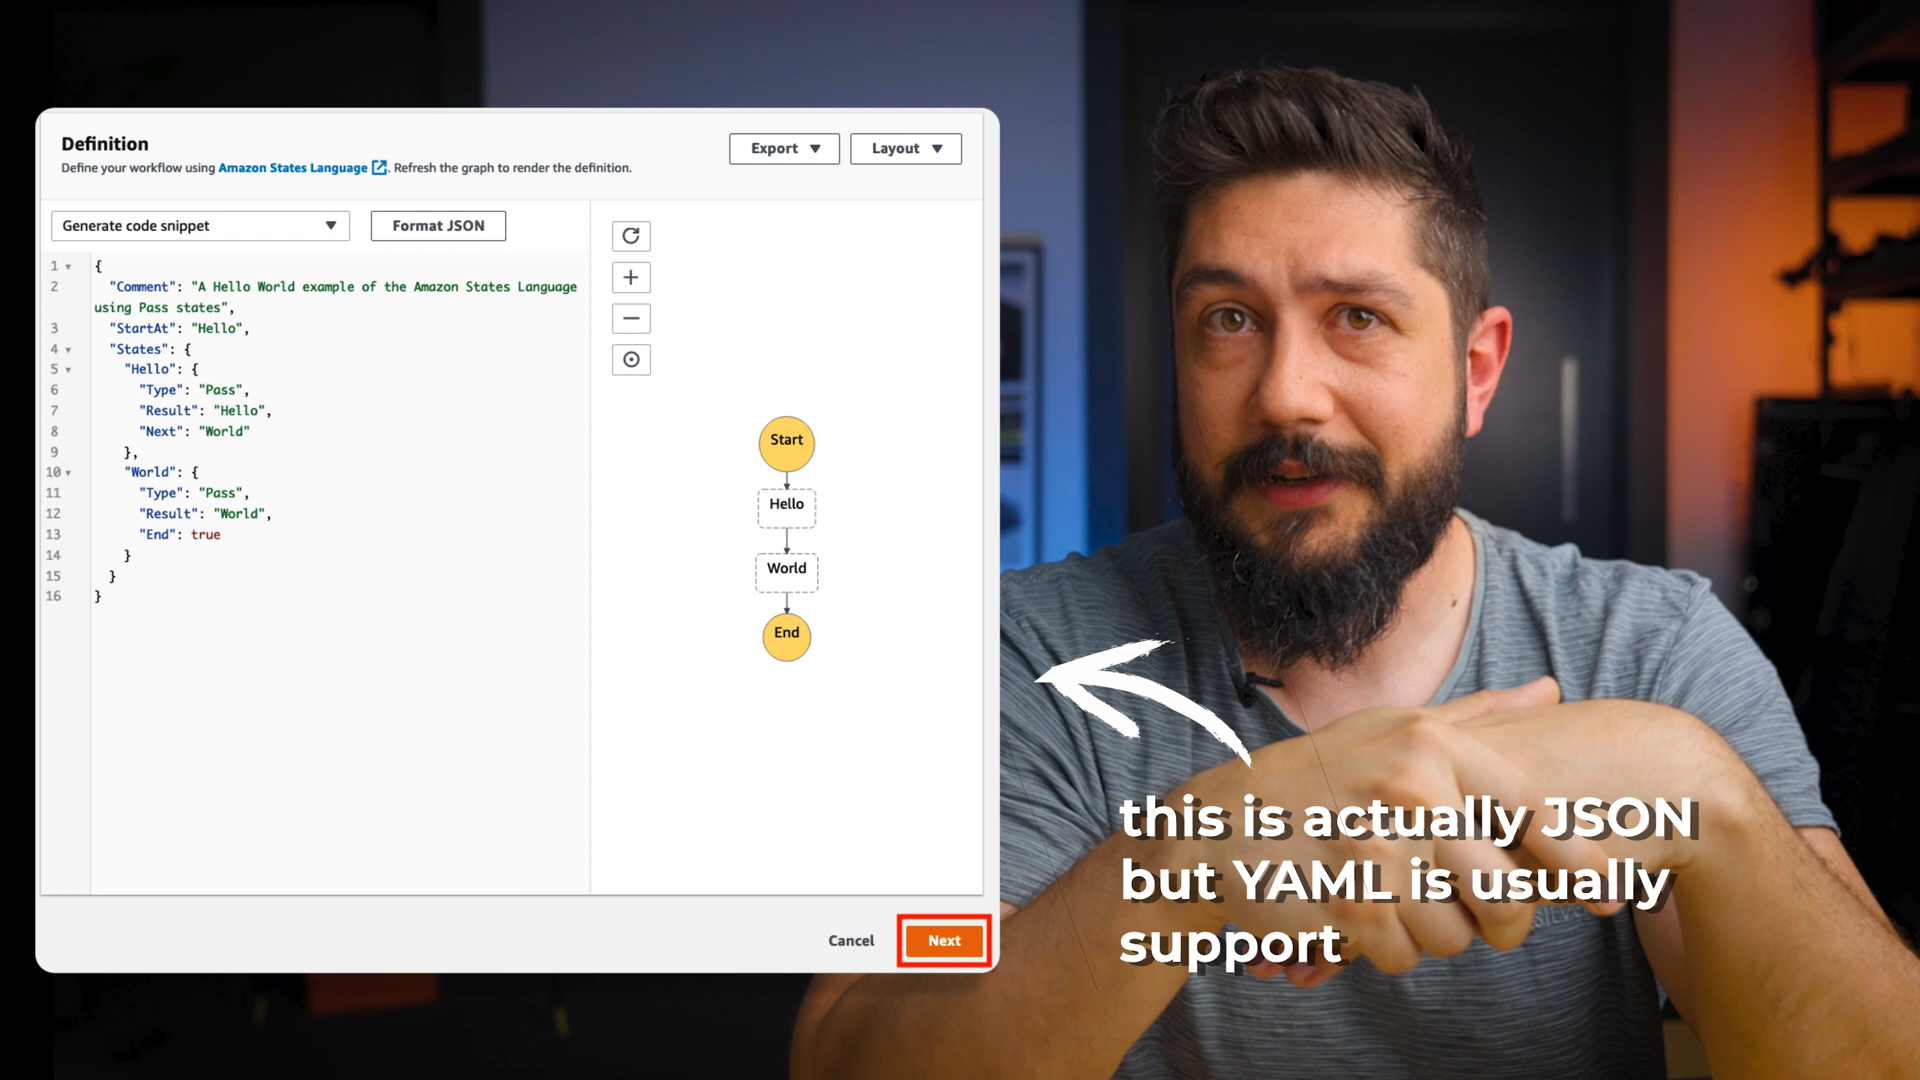 Definition
Define your workflow using Amazon States Language. Refresh the graph to render the definition.
Export
Layout
Generate code snippet
Format JSON
1 {
2 "Comment": "A Hello World example of the Amazon States Language
using Pass states",
3 "StartAt": "Hello",
4 "States": {
5 "Hello": {
6 "Type": "Pass",
7 "Result": "Hello",
8 "Next": "World"
9 },
10 "World": {
11 "Type": "Pass",
12 "Result": "World",
13 "End": true
14 }
15 }
16 }
Start
Hello
World
End
Cancel
Next
this is actually JSON
but YAML is usually
support